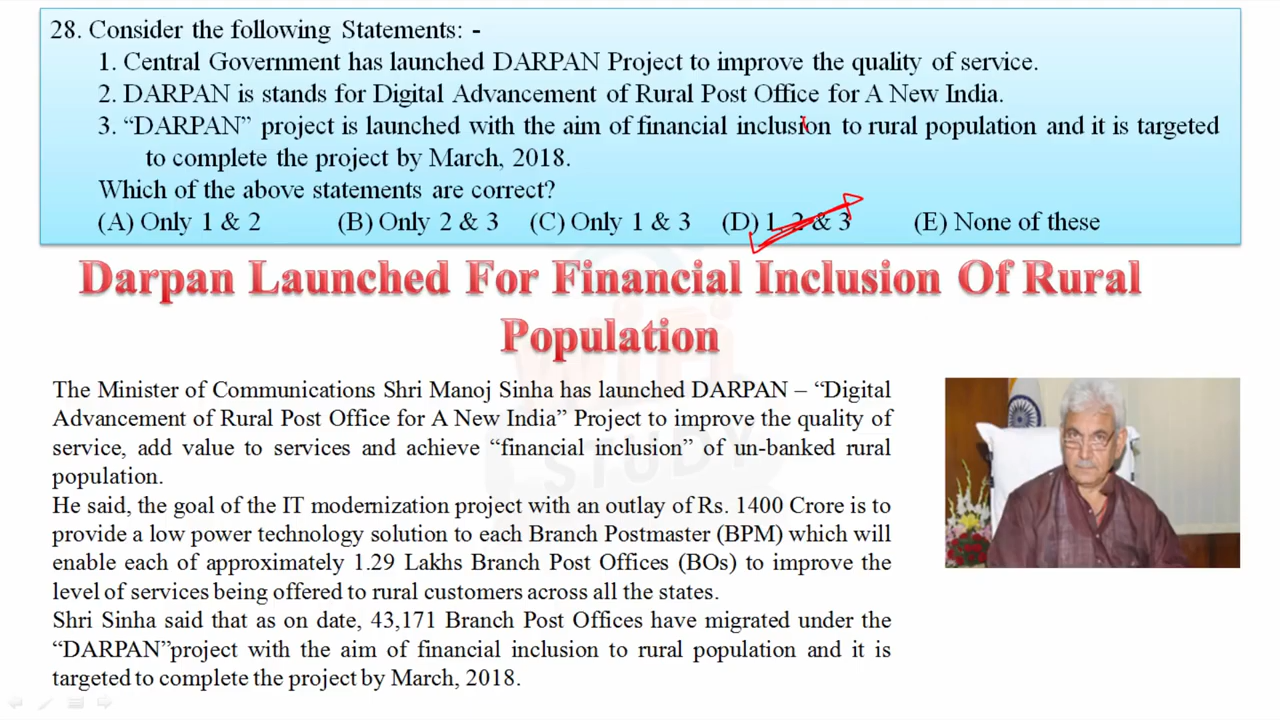 28. Consider the following Statements: -
1. Central Government has launched DARPAN Project to improve the quality of service.
2. DARPAN is stands for Digital Advancement of Rural Post Office for A New India.
3. “DARPAN” project is launched with the aim of financial inclusion to rural population and it is targeted
to complete the project by March, 2018.
Which of the above statements are correct?
(A) Only 1 & 2 (B) Only 2 & 3 (C) Only 1 & 3 (D) 1, 2 & 3 (E) None of these
Darpan Launched For Financial Inclusion Of Rural
Population
The Minister of Communications Shri Manoj Sinha has launched DARPAN – “Digital
Advancement of Rural Post Office for A New India” Project to improve the quality of
service, add value to services and achieve “financial inclusion” of un-banked rural
population.
He said, the goal of the IT modernization project with an outlay of Rs. 1400 Crore is to
provide a low power technology solution to each Branch Postmaster (BPM) which will
enable each of approximately 1.29 Lakhs Branch Post Offices (BOs) to improve the
level of services being offered to rural customers across all the states.
Shri Sinha said that as on date, 43,171 Branch Post Offices have migrated under the
“DARPAN”project with the aim of financial inclusion to rural population and it is
targeted to complete the project by March, 2018.
STUDY